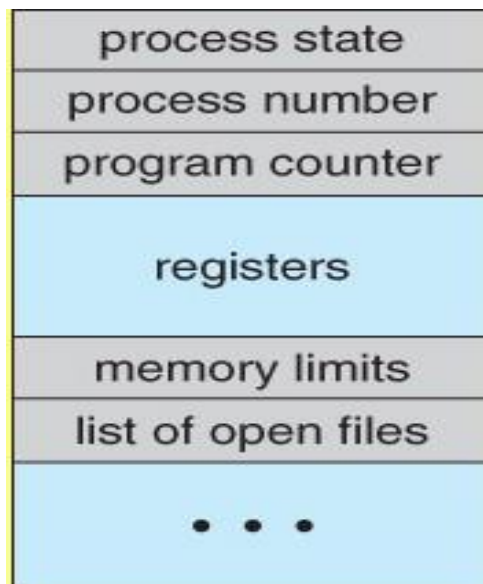 process state
process number
program counter
registers
memory limits
list of open files
• • •